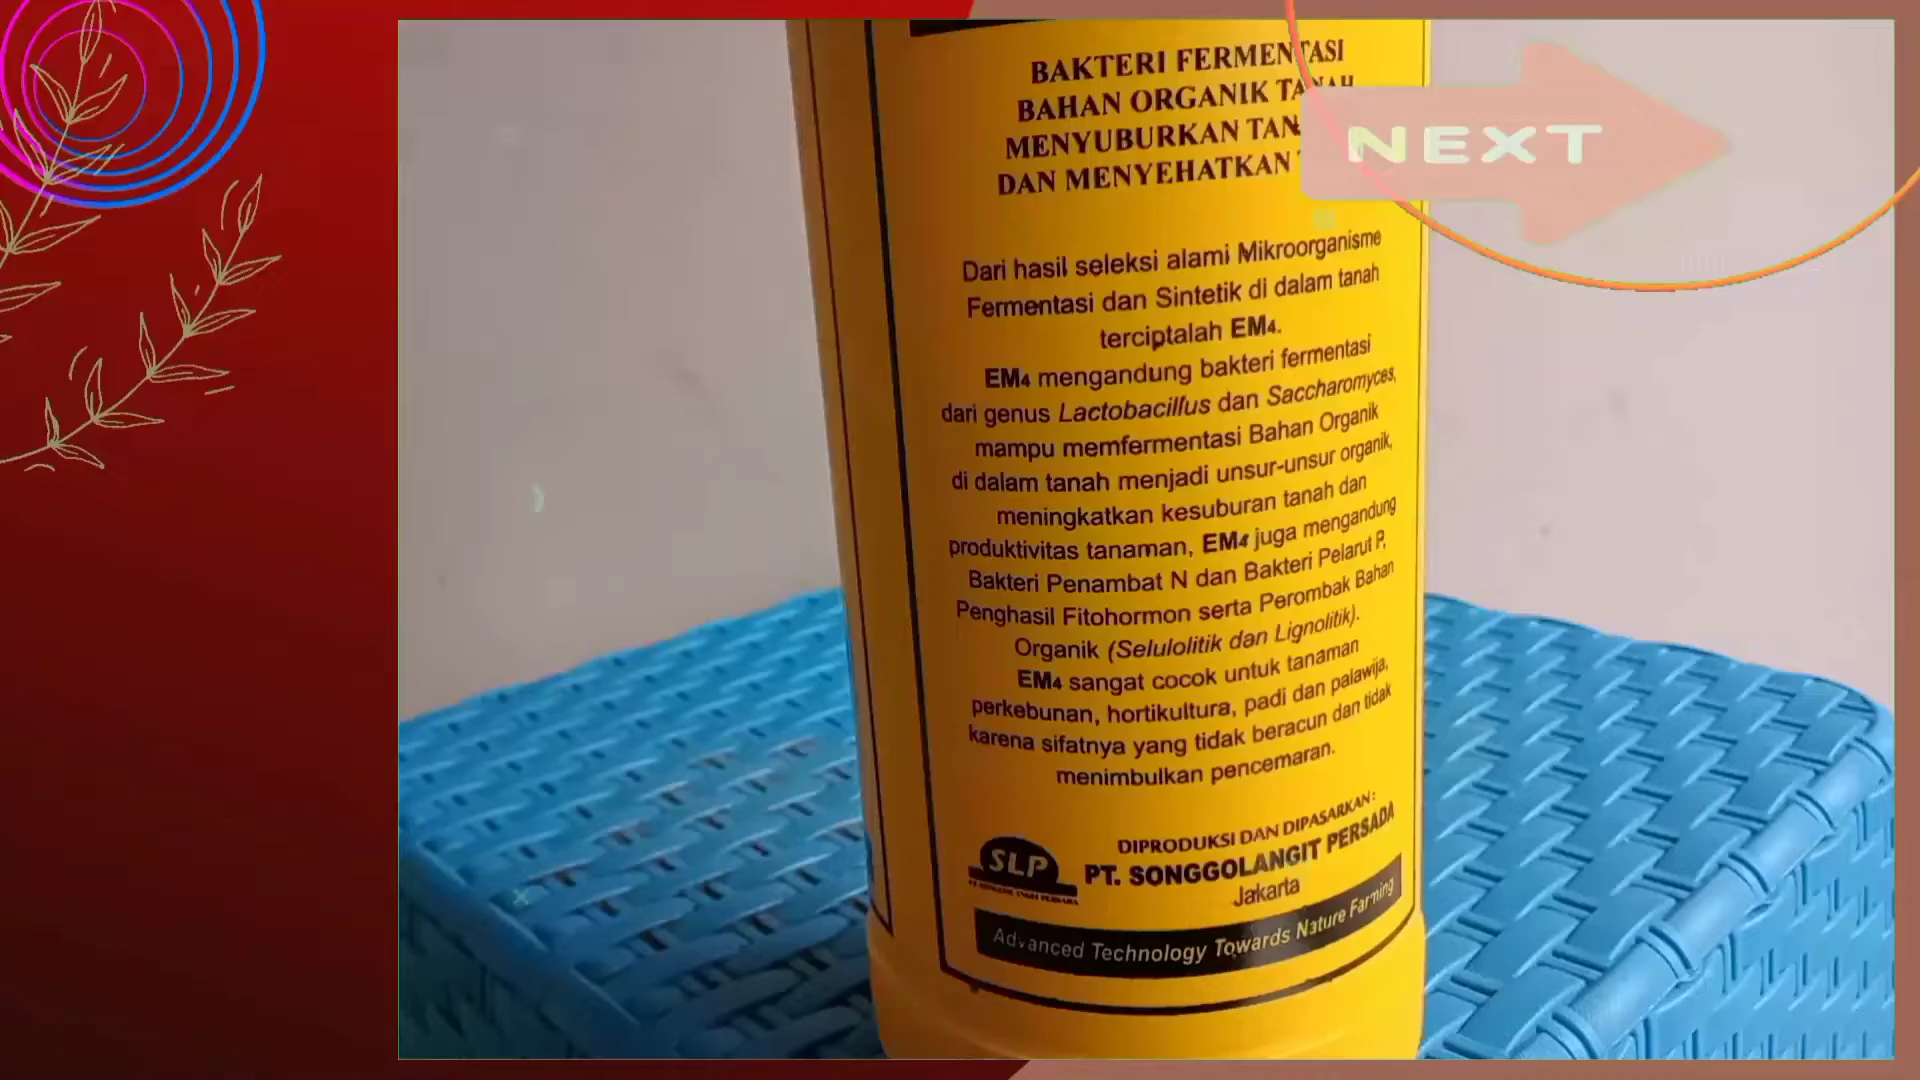 BAKTERI FERMENTASI
BAHAN ORGANIK TANAH
MENYUBURKAN
DAN MENYEHATKAN
NEXT
Dari hasil seleksi alami Mikroorganisme
Fermentasi dan Sintetik di dalam tanah
terciptalah EM4.
EM4 mengandung bakteri fermentasi
dari genus Lactobacillus dan Saccharomyces,
mampu memfermentasi Bahan Organik
di dalam tanah menjadi unsur-unsur organik,
meningkatkan kesuburan tanah dan
produktivitas tanaman, EM4 juga mengandung
Bakteri Penambat N dan Bakteri Pelarut P,
Penghasil Fitohormon serta Perombak Bahan
Organik (Selulolitik dan Lignolitik).
EM4 sangat cocok untuk tanaman
perkebunan, hortikultura, padi dan palawija,
karena sifatnya yang tidak beracun dan tidak
menimbulkan pencemaran.
DIPRODUKSI DAN DIPASARKAN:
SLP
PT. SONGGOLANGIT PERSADA
Jakarta
Advanced Technology Towards Nature Farming